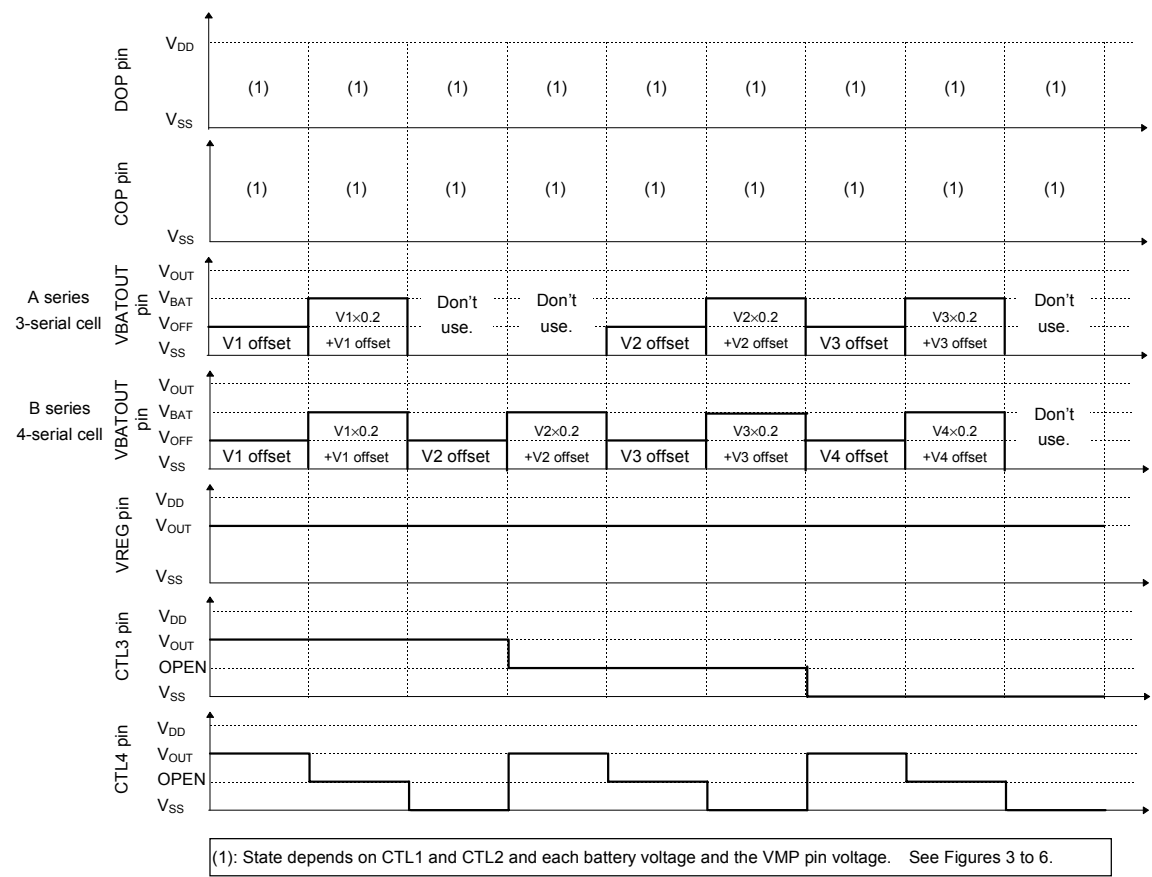 DOP pin
VDD
(1) (1) (1) (1) (1) (1) (1) (1) (1)
VSS
COP pin
(1) (1) (1) (1) (1) (1) (1) (1) (1)
VSS
A series
3-serial cell
VBATOUT
pin
VOUT
VBAT
VOFF
VSS
V1 offset
V1×0.2
+V1 offset
Don't
use.
Don't
use.
V2 offset
V2×0.2
+V2 offset
V3 offset
V3×0.2
+V3 offset
Don't
use.
B series
4-serial cell
VBATOUT
pin
VOUT
VBAT
VOFF
VSS
V1 offset
V1×0.2
+V1 offset
V2 offset
V2×0.2
+V2 offset
V3 offset
V3×0.2
+V3 offset
V4 offset
V4×0.2
+V4 offset
Don't
use.
VREG pin
VDD
VOUT
VSS
CTL3 pin
VDD
VOUT
OPEN
VSS
CTL4 pin
VDD
VOUT
OPEN
VSS
(1): State depends on CTL1 and CTL2 and each battery voltage and the VMP pin voltage. See Figures 3 to 6.